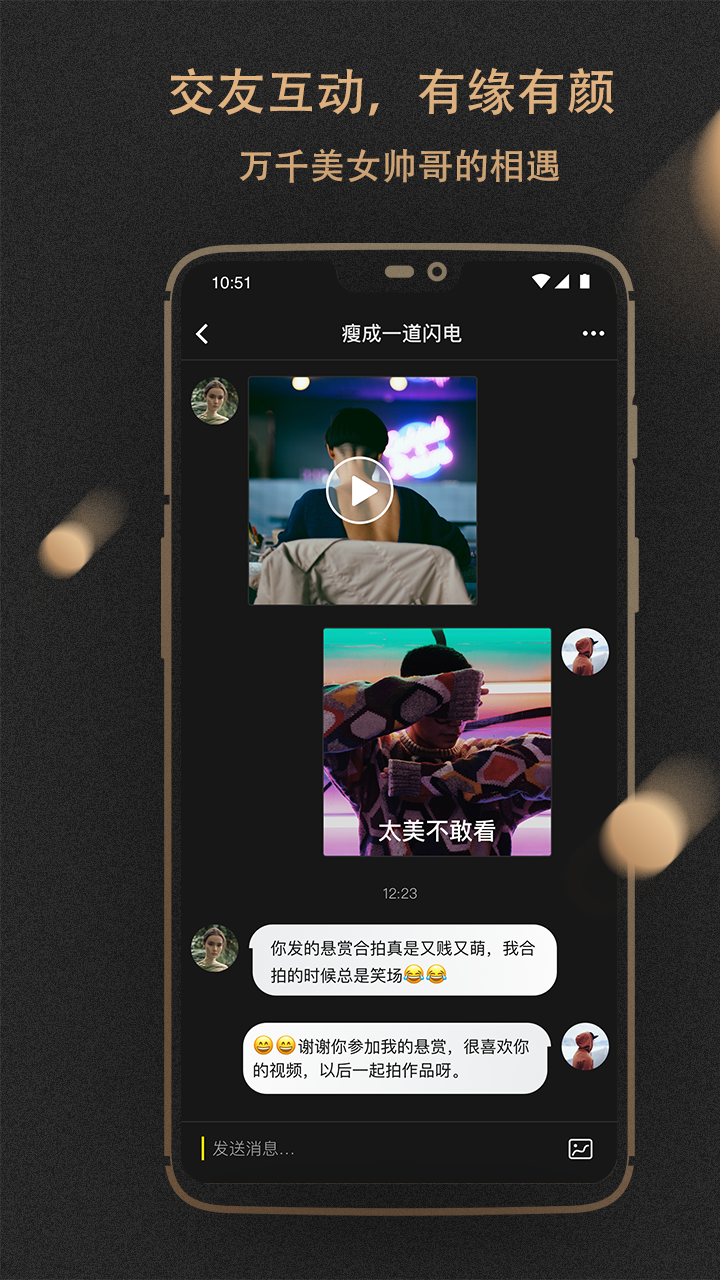 交友互动，有缘有颜
万千美女帅哥的相遇
10:51
瘦成一道闪电
太美不敢看
12:23
你发的悬赏合拍真是又贱又萌，我合
拍的时候总是笑场😂😂
😄😄谢谢你参加我的悬赏，很喜欢你
的视频，以后一起拍作品呀。
发送消息...